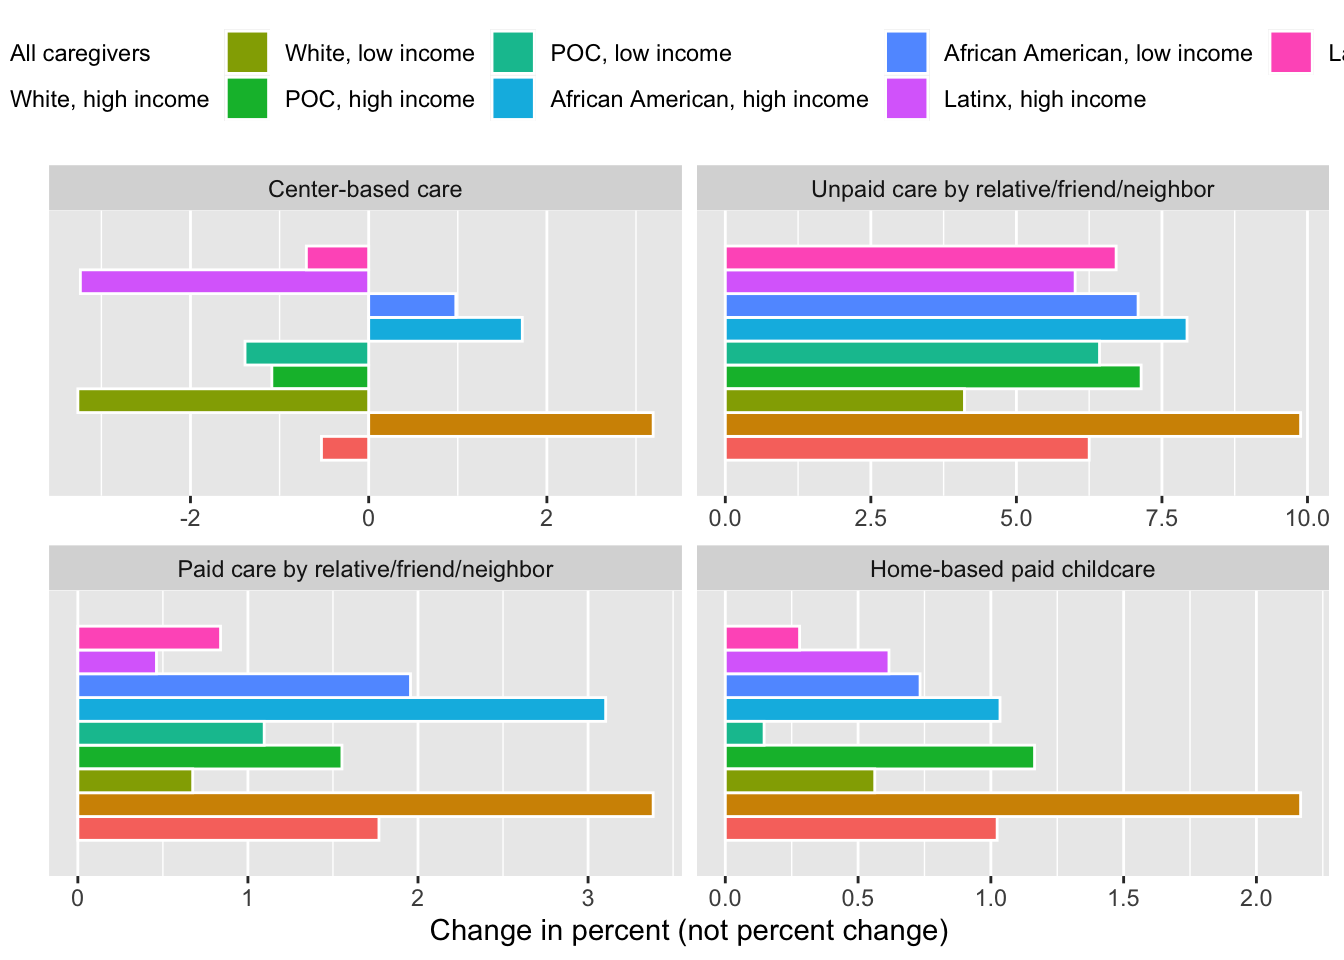 All caregivers White, low income POC, low income African American, low income
White, high income POC, high income African American, high income Latinx, high income
Center-based care Unpaid care by relative/friend/neighbor
-2 0 2 0.0 2.5 5.0 7.5 10.0
Paid care by relative/friend/neighbor Home-based paid childcare
0 1 2 3 0.0 0.5 1.0 1.5 2.0
Change in percent (not percent change)